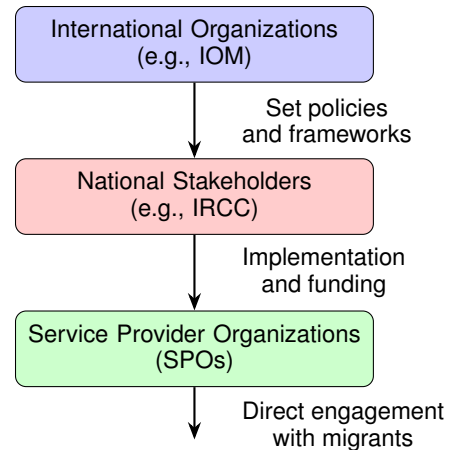 International Organizations
(e.g., IOM)
Set policies
and frameworks
National Stakeholders
(e.g., IRCC)
Implementation
and funding
Service Provider Organizations
(SPOs)
Direct engagement
with migrants